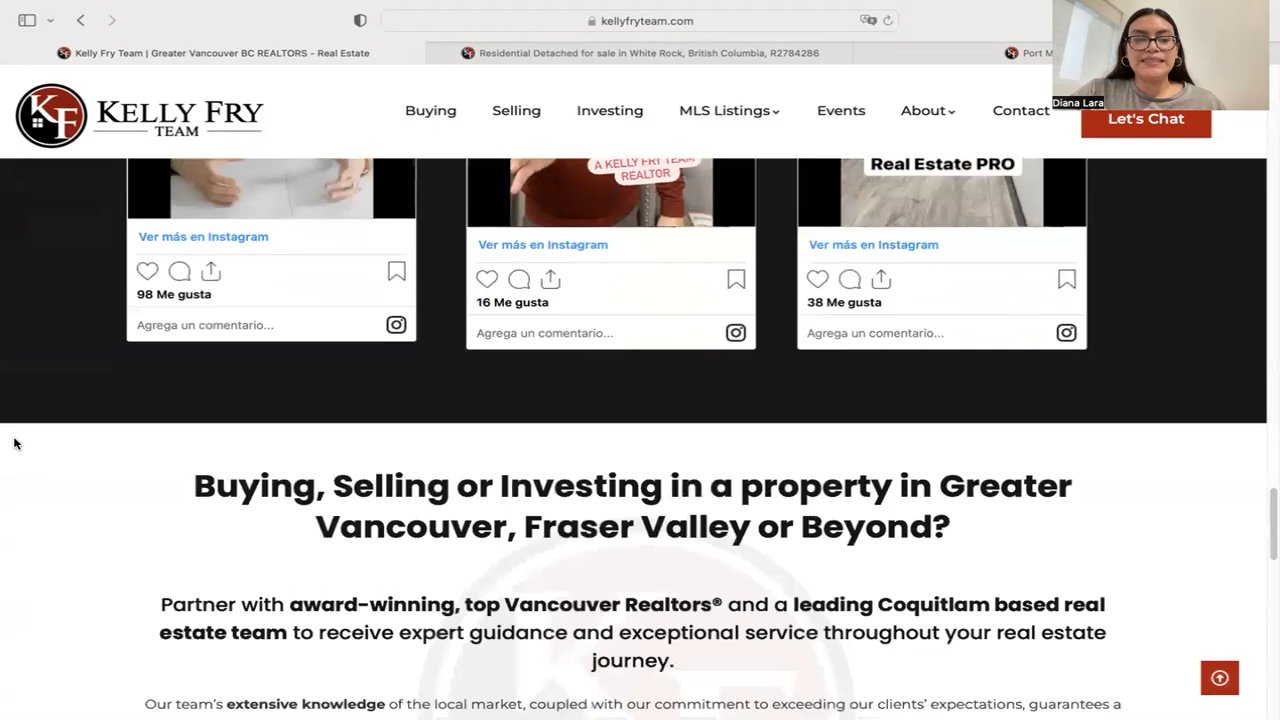 kellyfryteam.com
Kelly Fry Team | Greater Vancouver BC REALTORS - Real Estate
Residential Detached for sale in White Rock, British Columbia, R2784286
Port M
Diana Lara
KF
KELLY FRY
TEAM
Buying
Selling
Investing
MLS Listings
Events
About
Contact
Let's Chat
A KELLY FRY TEAM
REALTOR
Real Estate PRO
Ver más en Instagram
98 Me gusta
Agrega un comentario...
Ver más en Instagram
16 Me gusta
Agrega un comentario...
Ver más en Instagram
38 Me gusta
Agrega un comentario...
Buying, Selling or Investing in a property in Greater
Vancouver, Fraser Valley or Beyond?
Partner with award-winning, top Vancouver Realtors® and a leading Coquitlam based real
estate team to receive expert guidance and exceptional service throughout your real estate
journey.
Our team's extensive knowledge of the local market, coupled with our commitment to exceeding our clients' expectations, guarantees a